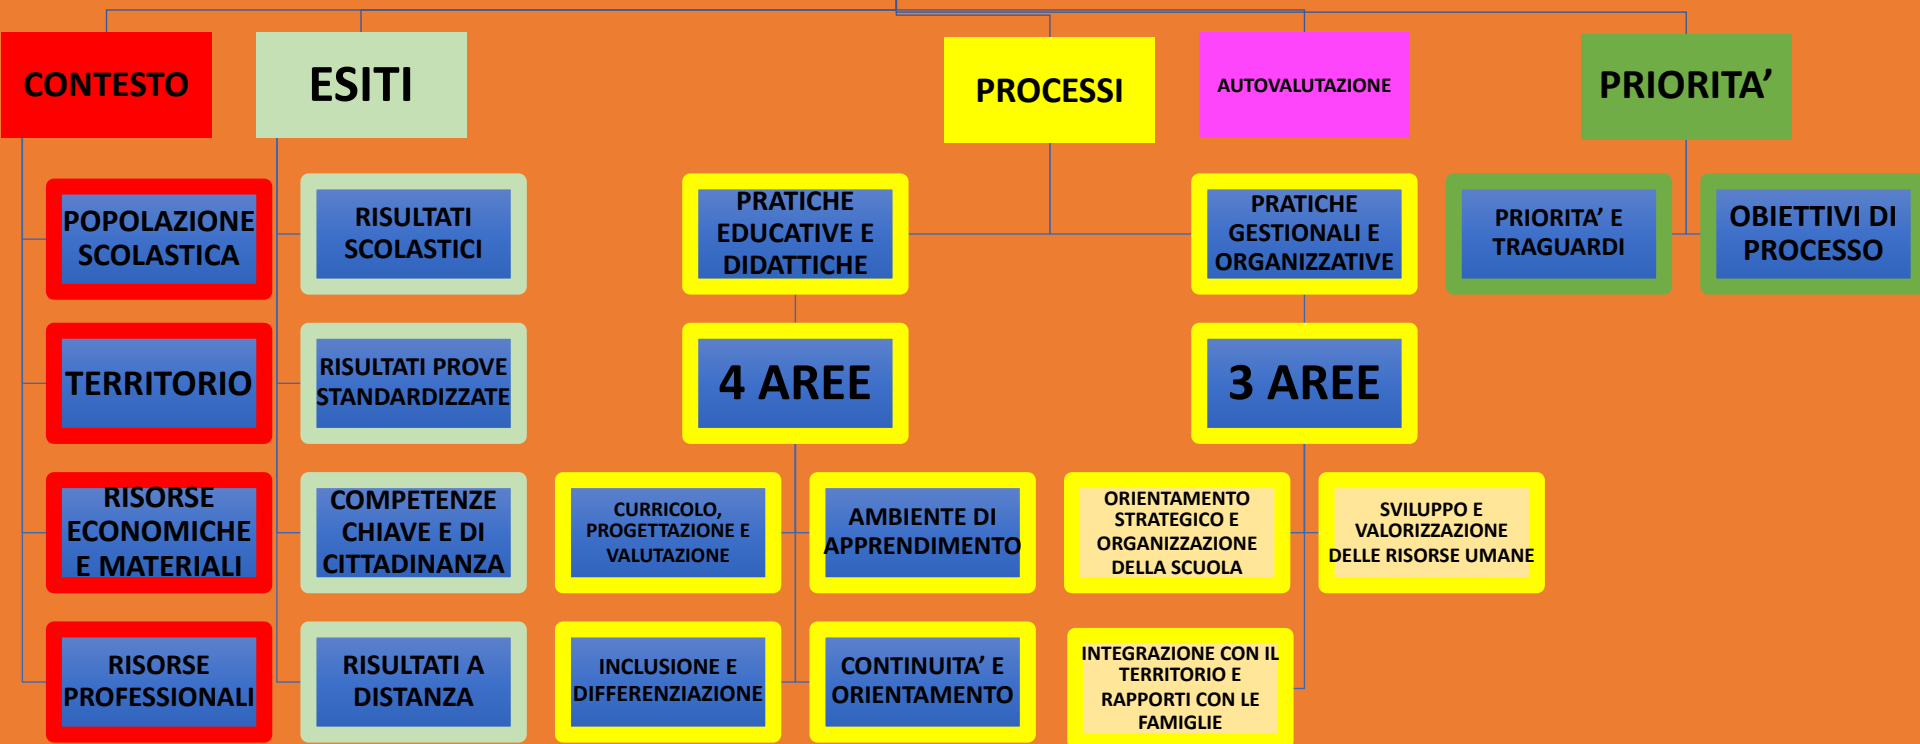 CONTESTO
ESITI
PROCESSI
AUTOVALUTAZIONE
PRIORITA’
POPOLAZIONE
SCOLASTICA
RISULTATI
SCOLASTICI
PRATICHE
EDUCATIVE E
DIDATTICHE
PRATICHE
GESTIONALI E
ORGANIZZATIVE
PRIORITA’ E
TRAGUARDI
OBIETTIVI DI
PROCESSO
TERRITORIO
RISULTATI PROVE
STANDARDIZZATE
4 AREE
3 AREE
RISORSE
ECONOMICHE
E MATERIALI
COMPETENZE
CHIAVE E DI
CITTADINANZA
CURRICOLO,
PROGETTAZIONE E
VALUTAZIONE
AMBIENTE DI
APPRENDIMENTO
ORIENTAMENTO
STRATEGICO E
ORGANIZZAZIONE
DELLA SCUOLA
SVILUPPO E
VALORIZZAZIONE
DELLE RISORSE UMANE
RISORSE
PROFESSIONALI
RISULTATI A
DISTANZA
INCLUSIONE E
DIFFERENZIAZIONE
CONTINUITA’ E
ORIENTAMENTO
INTEGRAZIONE CON IL
TERRITORIO E
RAPPORTI CON LE
FAMIGLIE